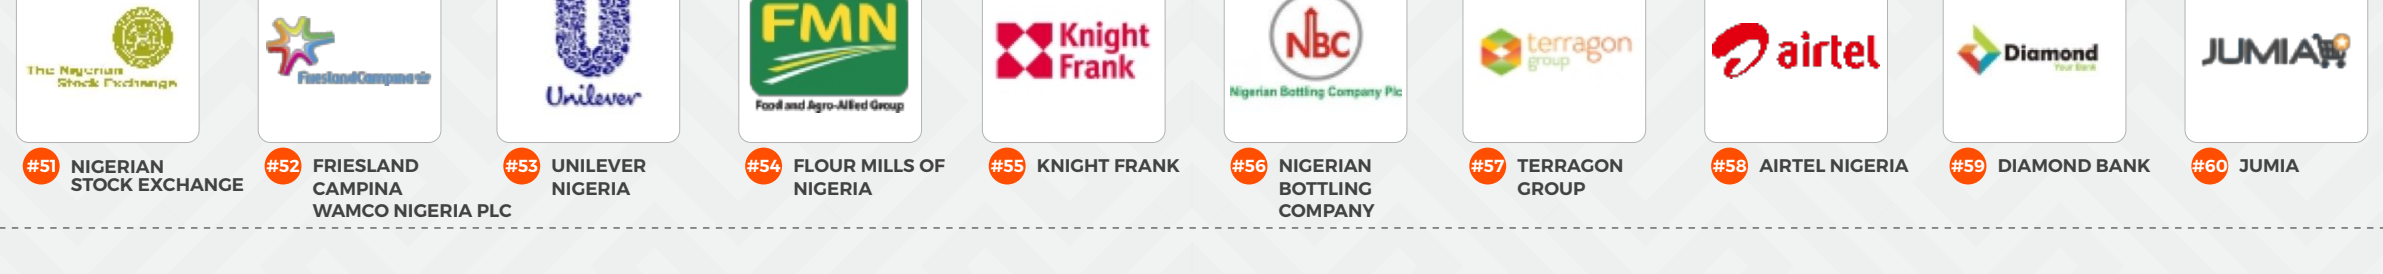 The Nigerian
Stock Exchange
FrieslandCampina
Unilever
FMN
Food and Agro-Allied Group
Knight
Frank
NBC
Nigerian Bottling Company Plc
terragon
group
airtel
Diamond
Your Bank
JUMIA
#51 NIGERIAN
STOCK EXCHANGE
#52 FRIESLAND
CAMPINA
WAMCO NIGERIA PLC
#53 UNILEVER
NIGERIA
#54 FLOUR MILLS OF
NIGERIA
#55 KNIGHT FRANK
#56 NIGERIAN
BOTTLING
COMPANY
#57 TERRAGON
GROUP
#58 AIRTEL NIGERIA
#59 DIAMOND BANK
#60 JUMIA